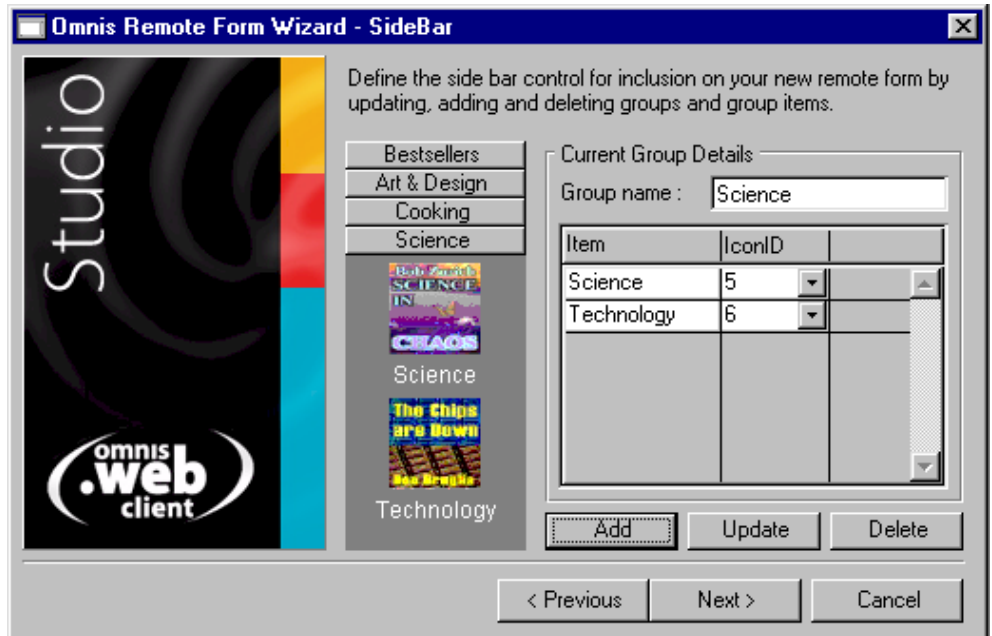 Omnis Remote Form Wizard - SideBar
Studio
omnis
.web
client
Define the side bar control for inclusion on your new remote form by
updating, adding and deleting groups and group items.
Bestsellers
Art & Design
Cooking
Science
SCIENCE
IN
CHAOS
Science
The Chips
are Down
Technology
Current Group Details
Group name : Science
Item IconID
Science 5
Technology 6
Add Update Delete
< Previous Next > Cancel